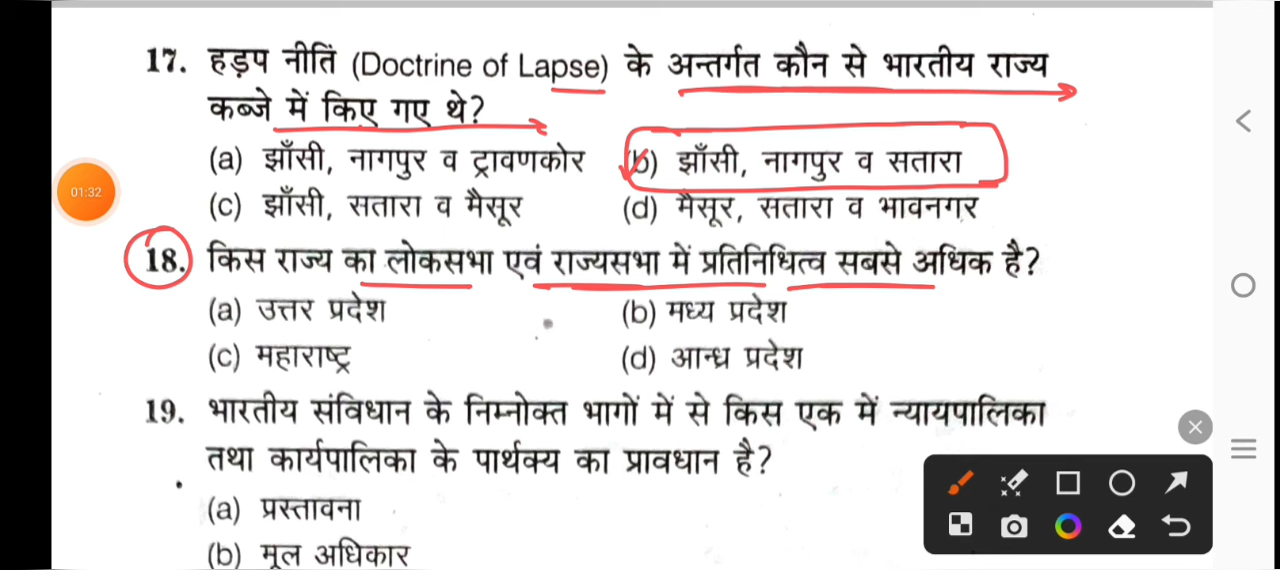 17. हड़प नीतिं (Doctrine of Lapse) के अन्तर्गत कौन से भारतीय राज्य
कब्जे में किए गए थे?
(a) झाँसी, नागपुर व ट्रावणकोर (b) झाँसी, नागपुर व सतारा
01:32
(c) झाँसी, सतारा व मैसूर (d) मैसूर, सतारा व भावनगर
18. किस राज्य का लोकसभा एवं राज्यसभा में प्रतिनिधित्व सबसे अधिक है?
(a) उत्तर प्रदेश (b) मध्य प्रदेश
(c) महाराष्ट्र (d) आन्ध्र प्रदेश
19. भारतीय संविधान के निम्नोक्त भागों में से किस एक में न्यायपालिका
तथा कार्यपालिका के पार्थक्य का प्रावधान है?
(a) प्रस्तावना
(b) मूल अधिकार